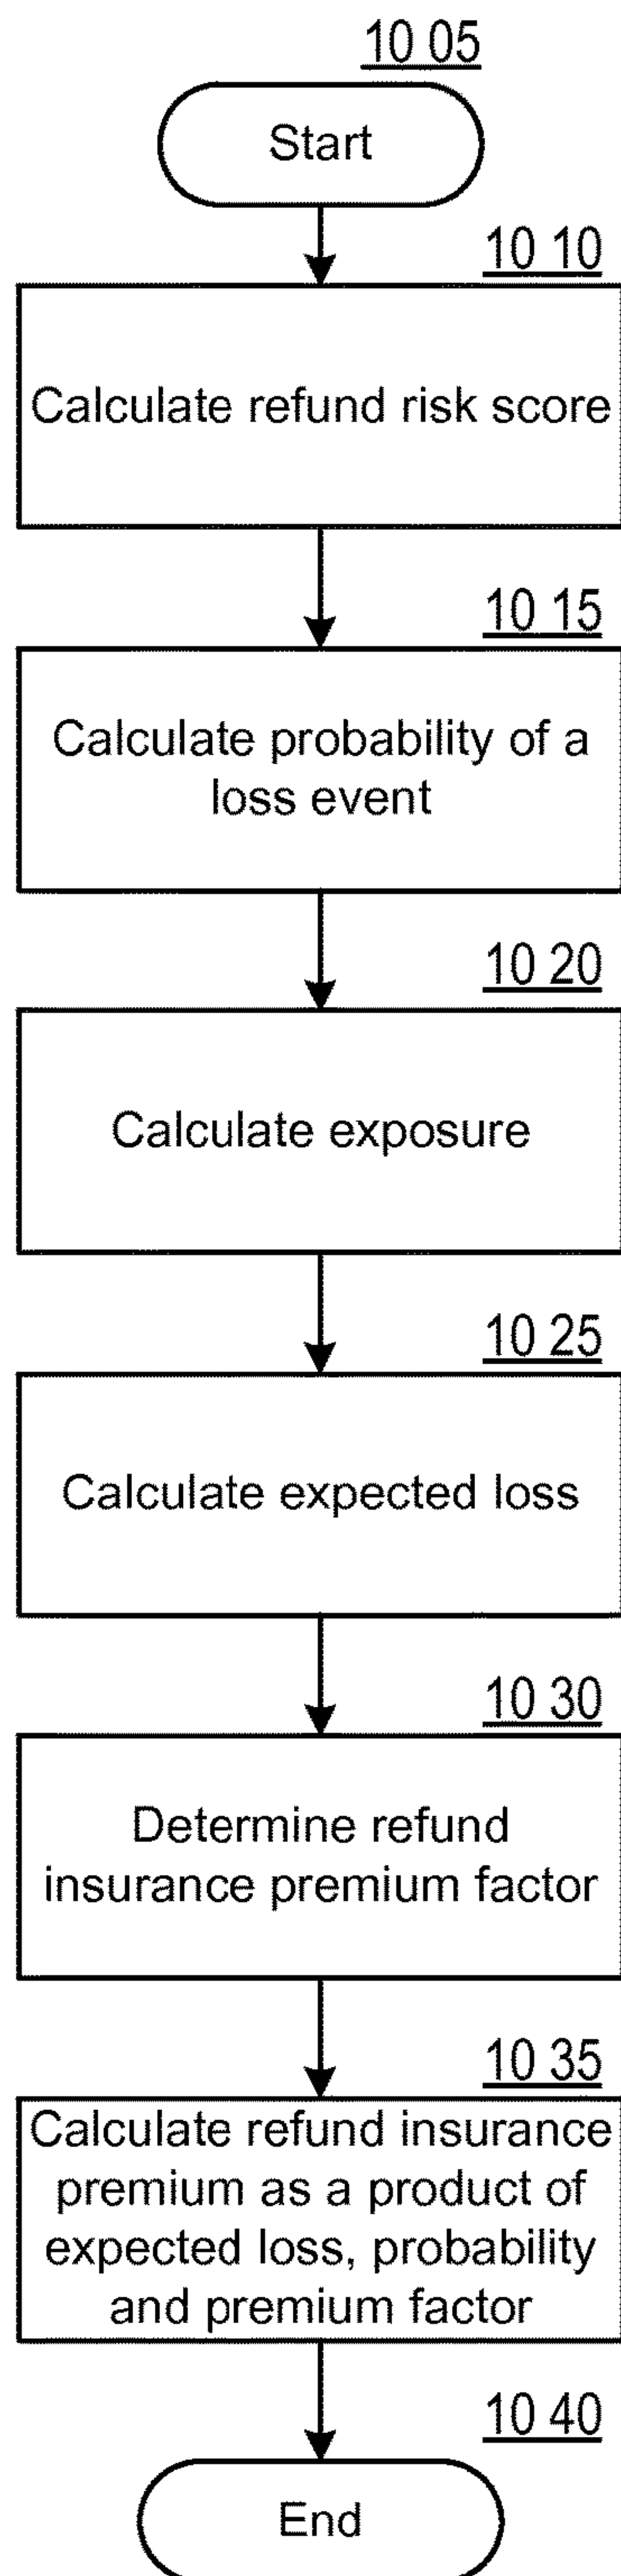 10 05
Start
10 10
Calculate refund risk score
10 15
Calculate probability of a
loss event
10 20
Calculate exposure
10 25
Calculate expected loss
10 30
Determine refund
insurance premium factor
10 35
Calculate refund insurance
premium as a product of
expected loss, probability
and premium factor
10 40
End